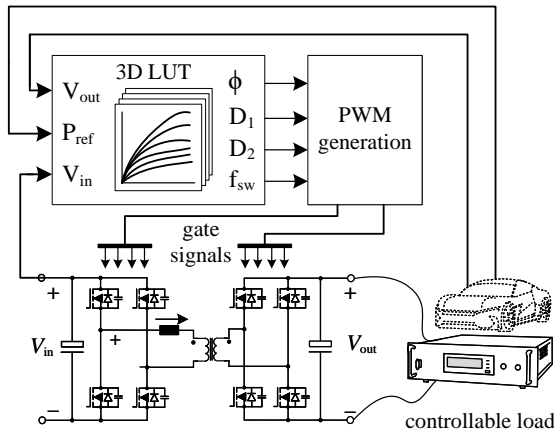 3D LUT
V_out
P_ref
V_in
ϕ
D_1
D_2
f_sw
PWM
generation
gate
signals
+
+
+
V_in
V_out
−
−
controllable load